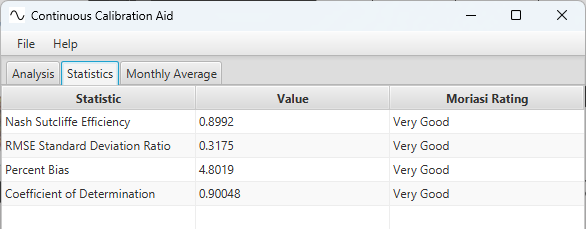 Continuous Calibration Aid
File Help
Analysis Statistics Monthly Average
Statistic Value Moriasi Rating
Nash Sutcliffe Efficiency 0.8992 Very Good
RMSE Standard Deviation Ratio 0.3175 Very Good
Percent Bias 4.8019 Very Good
Coefficient of Determination 0.90048 Very Good